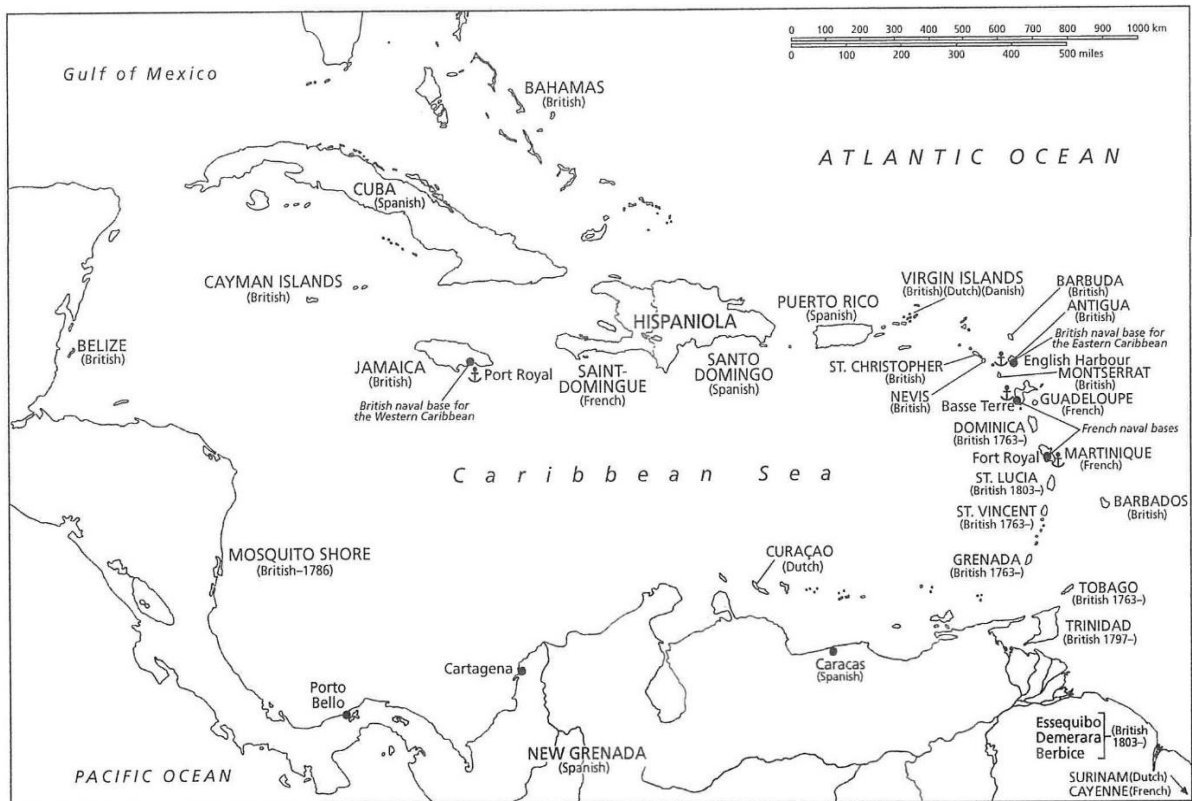 0 100 200 300 400 500 600 700 800 900 1000 km
0 100 200 300 400 500 miles
Gulf of Mexico
BAHAMAS
(British)
ATLANTIC OCEAN
CUBA
(Spanish)
CAYMAN ISLANDS
(British)
VIRGIN ISLANDS
(British)(Dutch)(Danish)
BARBUDA
(British)
ANTIGUA
(British)
British naval base for
the Eastern Caribbean
PUERTO RICO
(Spanish)
HISPANIOLA
BELIZE
(British)
JAMAICA
(British)
Port Royal
British naval base for
the Western Caribbean
SAINT-
DOMINGUE
(French)
SANTO
DOMINGO
(Spanish)
ST. CHRISTOPHER
(British)
English Harbour
MONTSERRAT
(British)
NEVIS
(British)
Basse Terre
GUADELOUPE
(French)
DOMINICA
(British 1763–)
French naval bases
Fort Royal
MARTINIQUE
(French)
Caribbean Sea
ST. LUCIA
(British 1803–)
BARBADOS
(British)
ST. VINCENT
(British 1763–)
MOSQUITO SHORE
(British–1786)
CURAÇAO
(Dutch)
GRENADA
(British 1763–)
TOBAGO
(British 1763–)
TRINIDAD
(British 1797–)
Cartagena
Caracas
(Spanish)
Porto
Bello
NEW GRENADA
(Spanish)
Essequibo
Demerara
Berbice
(British
1803–)
PACIFIC OCEAN
SURINAM(Dutch)
CAYENNE(French)